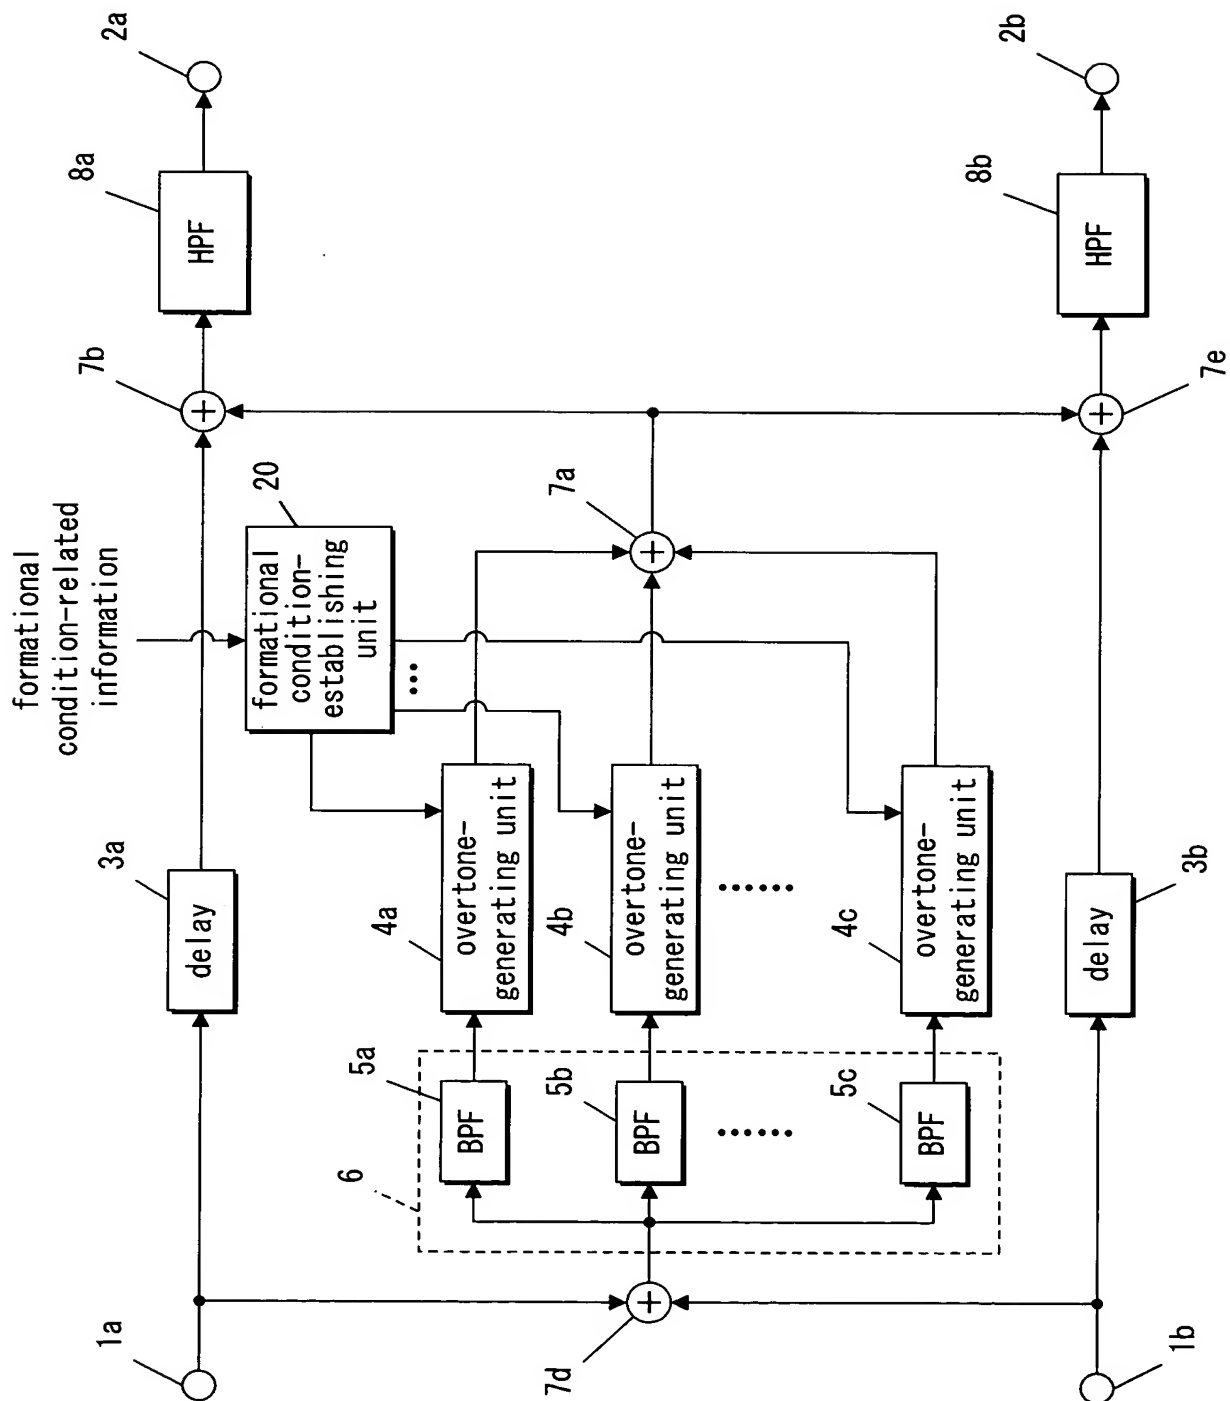 formational
condition-related
information
1a
3a
delay
7b
+
8a
HPF
2a
20
formational
condition-
establishing
unit
...
6
5a
BPF
4a
overtone-
generating unit
7d
+
5b
BPF
4b
overtone-
generating unit
7a
+
......
......
5c
BPF
4c
overtone-
generating unit
1b
delay
3b
+
7e
8b
HPF
2b